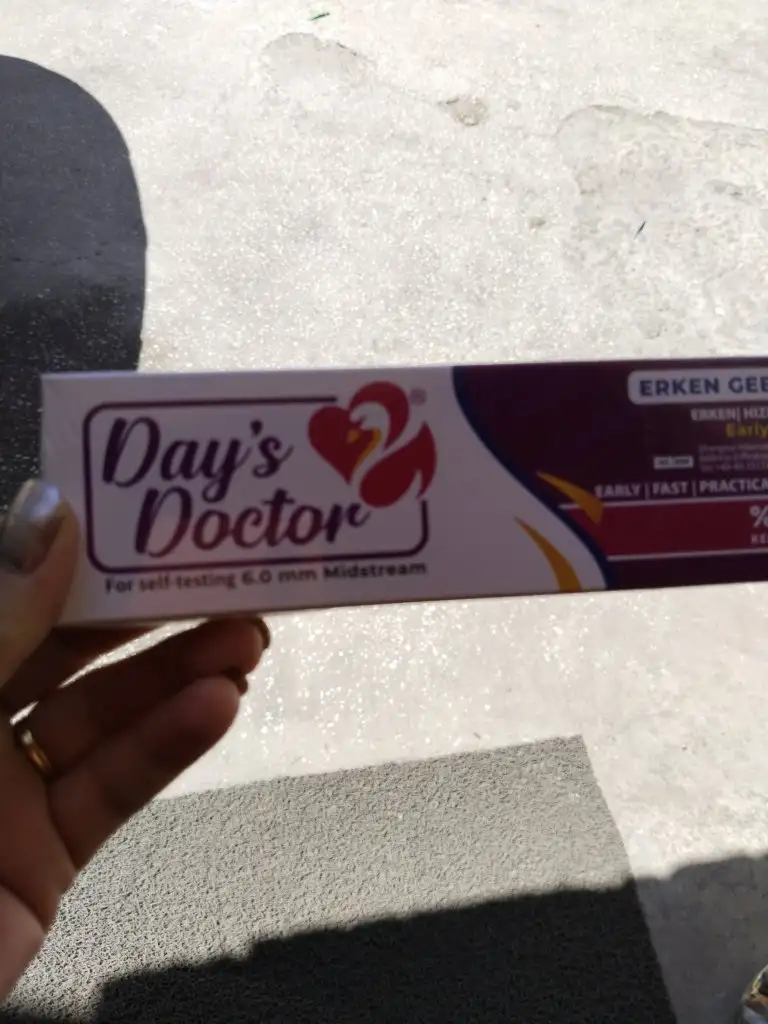 Day's
Doctor®
For self-testing 6.0 mm Midstream
ERKEN GEB
ERKEN| HIZ
Early
EARLY | FAST | PRACTICA
%